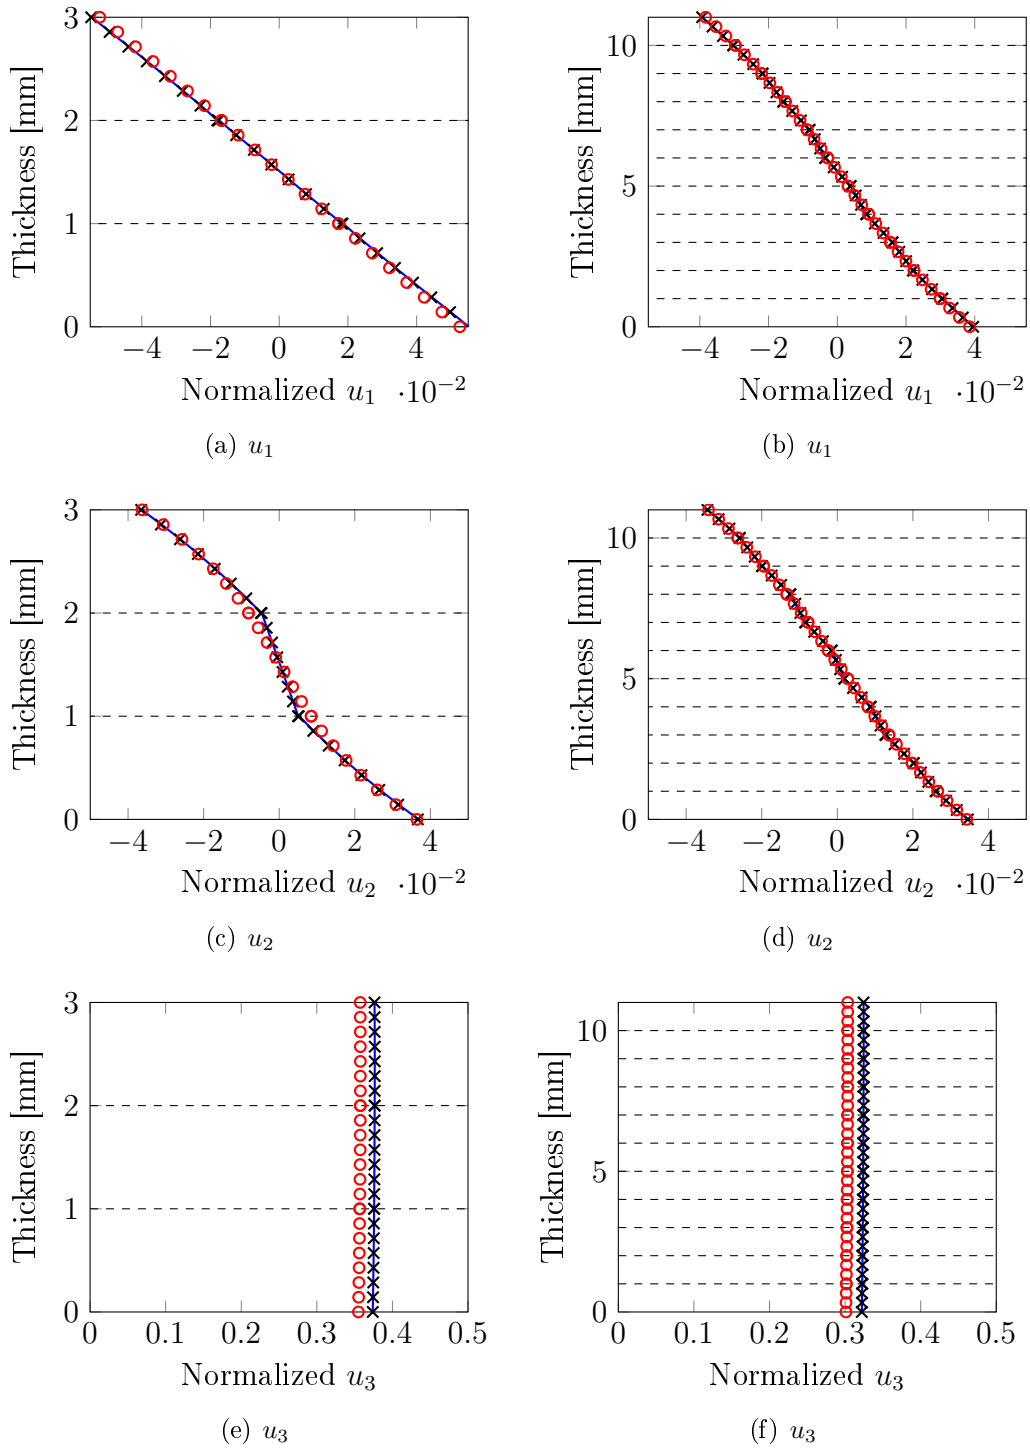 3
2
1
0
Thickness [mm]
−4 −2 0 2 4
Normalized u₁ ·10⁻²
(a) u₁
10
5
0
Thickness [mm]
−4 −2 0 2 4
Normalized u₁ ·10⁻²
(b) u₁
3
2
1
0
Thickness [mm]
−4 −2 0 2 4
Normalized u₂ ·10⁻²
(c) u₂
10
5
0
Thickness [mm]
−4 −2 0 2 4
Normalized u₂ ·10⁻²
(d) u₂
3
2
1
0
Thickness [mm]
0 0.1 0.2 0.3 0.4 0.5
Normalized u₃
(e) u₃
10
5
0
Thickness [mm]
0 0.1 0.2 0.3 0.4 0.5
Normalized u₃
(f) u₃